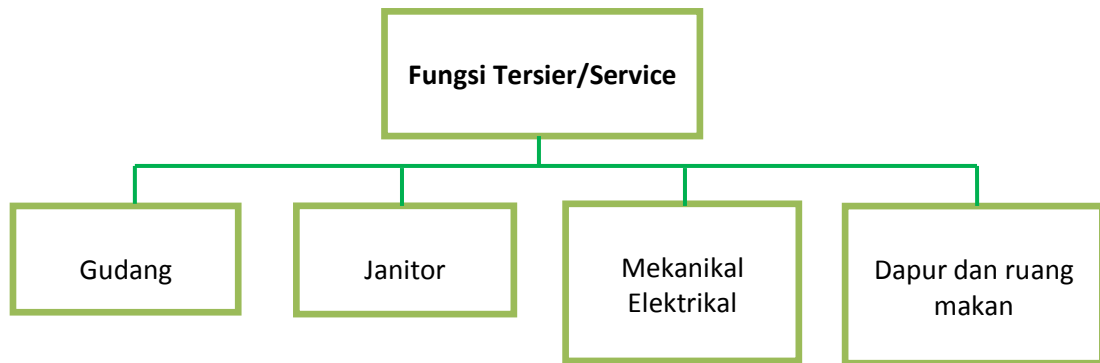 Fungsi Tersier/Service
Gudang
Janitor
Mekanikal
Elektrikal
Dapur dan ruang
makan